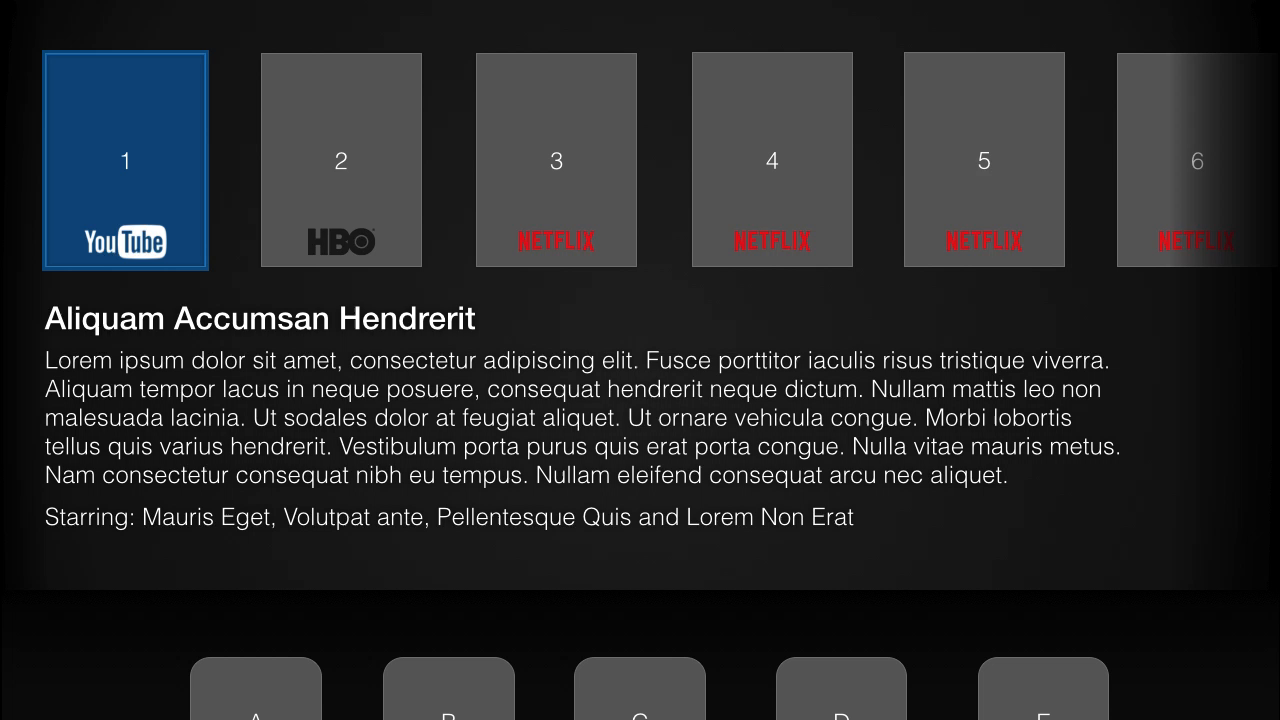 1
2
3
4
5
6
YouTube
HBO
NETFLIX
NETFLIX
NETFLIX
NETFLIX
Aliquam Accumsan Hendrerit
Lorem ipsum dolor sit amet, consectetur adipiscing elit. Fusce porttitor iaculis risus tristique viverra.
Aliquam tempor lacus in neque posuere, consequat hendrerit neque dictum. Nullam mattis leo non
malesuada lacinia. Ut sodales dolor at feugiat aliquet. Ut ornare vehicula congue. Morbi lobortis
tellus quis varius hendrerit. Vestibulum porta purus quis erat porta congue. Nulla vitae mauris metus.
Nam consectetur consequat nibh eu tempus. Nullam eleifend consequat arcu nec aliquet.
Starring: Mauris Eget, Volutpat ante, Pellentesque Quis and Lorem Non Erat
A
B
C
D
E